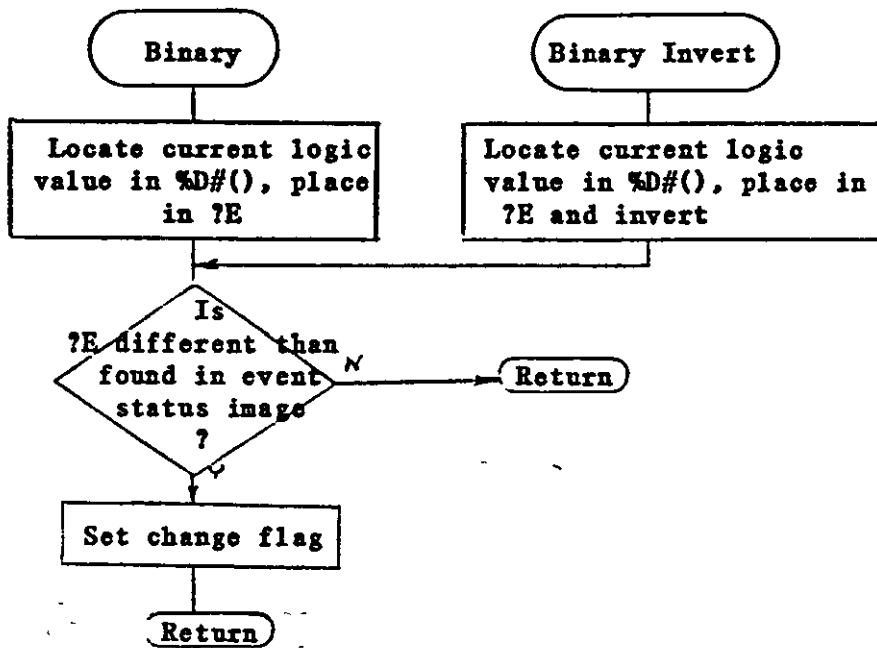 Binary
Binary Invert
Locate current logic
value in %D#(), place
in ?E
Locate current logic
value in %D#(), place in
?E and invert
Is
?E different than
found in event
status image
?
N
Return
Y
Set change flag
Return